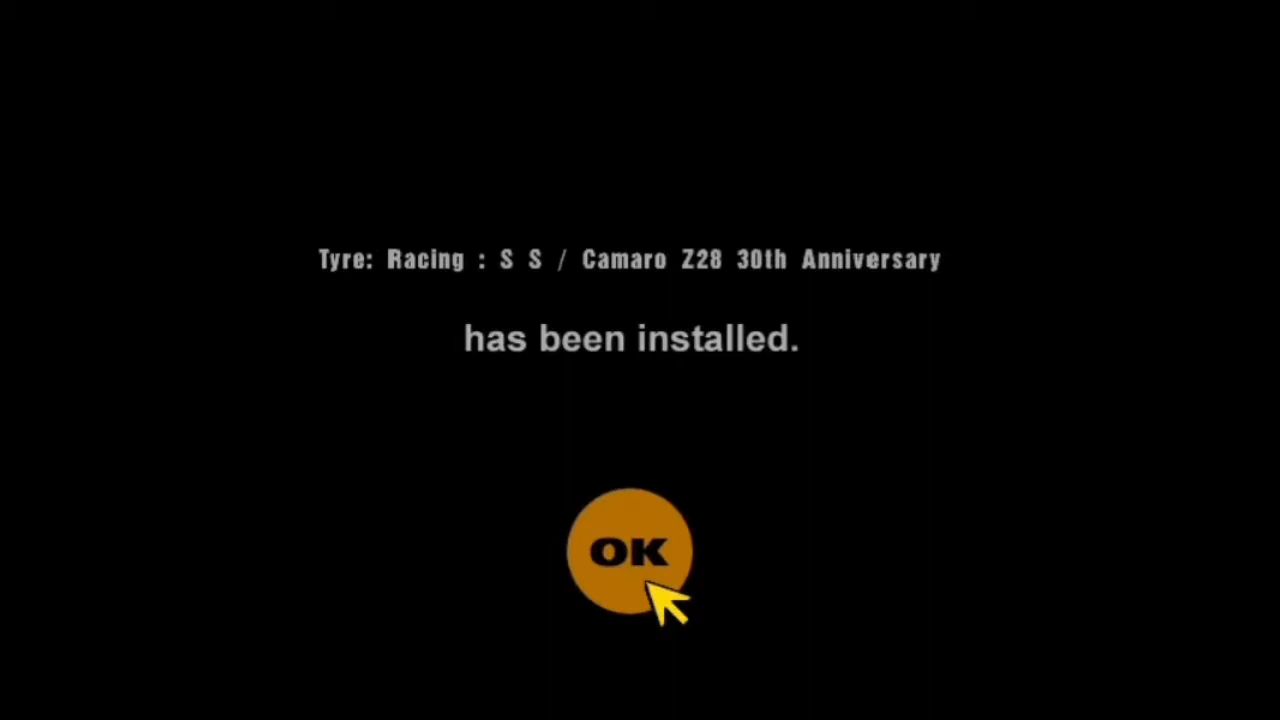 Tyre: Racing : S S / Camaro Z28 30th Anniversary
has been installed.
OK